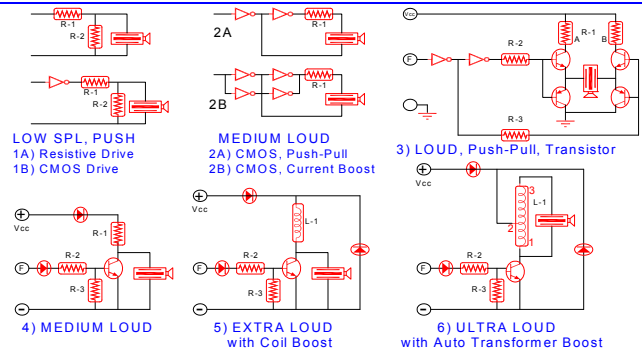 R-1
R-2
R-1
R-2
LOW SPL, PUSH
1A) Resistive Drive
1B) CMOS Drive
2A
R-1
2B
R-1
MEDIUM LOUD
2A) CMOS, Push-Pull
2B) CMOS, Current Boost
Vcc
R-1
A
B
F
R-2
R-3
3) LOUD, Push-Pull, Transistor
+
Vcc
R-1
F
R-2
R-3
−
4) MEDIUM LOUD
+
Vcc
L-1
F
R-2
R-3
−
5) EXTRA LOUD
with Coil Boost
+
Vcc
3
L-1
2
1
F
R-2
R-3
−
6) ULTRA LOUD
with Auto Transformer Boost